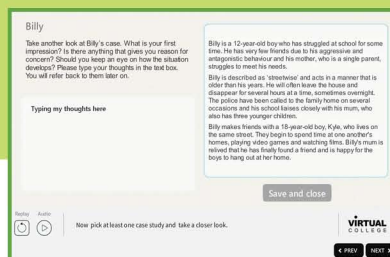 Billy
Take another look at Billy's case. What is your first
impression? Is there anything that gives you reason for
concern? Should you keep an eye on how the situation
develops? Please type your thoughts in the text box.
You will refer back to them later on.
Typing my thoughts here
Billy is a 12-year-old boy who has struggled at school for some
time. He has very few friends due to his aggressive and
antagonistic behaviour and his mother, who is a single parent,
struggles to meet his needs.
Billy is described as 'streetwise' and acts in a manner that is
older than his years. He will often leave the house and
disappear for several hours at a time, sometimes overnight.
The police have been called to the family home on several
occasions and his school liaises closely with his mum, who
also has three younger children.
Billy makes friends with a 18-year-old boy, Kyle, who lives on
the same street. They begin to spend time at one another's
homes, playing video games and watching films. Billy's mum is
relived that he has finally found a friend and is happy for the
boys to hang out at her home.
Save and close
Replay Audio
Now pick at least one case study and take a closer look.
VIRTUAL
COLLEGE
< PREV NEXT >